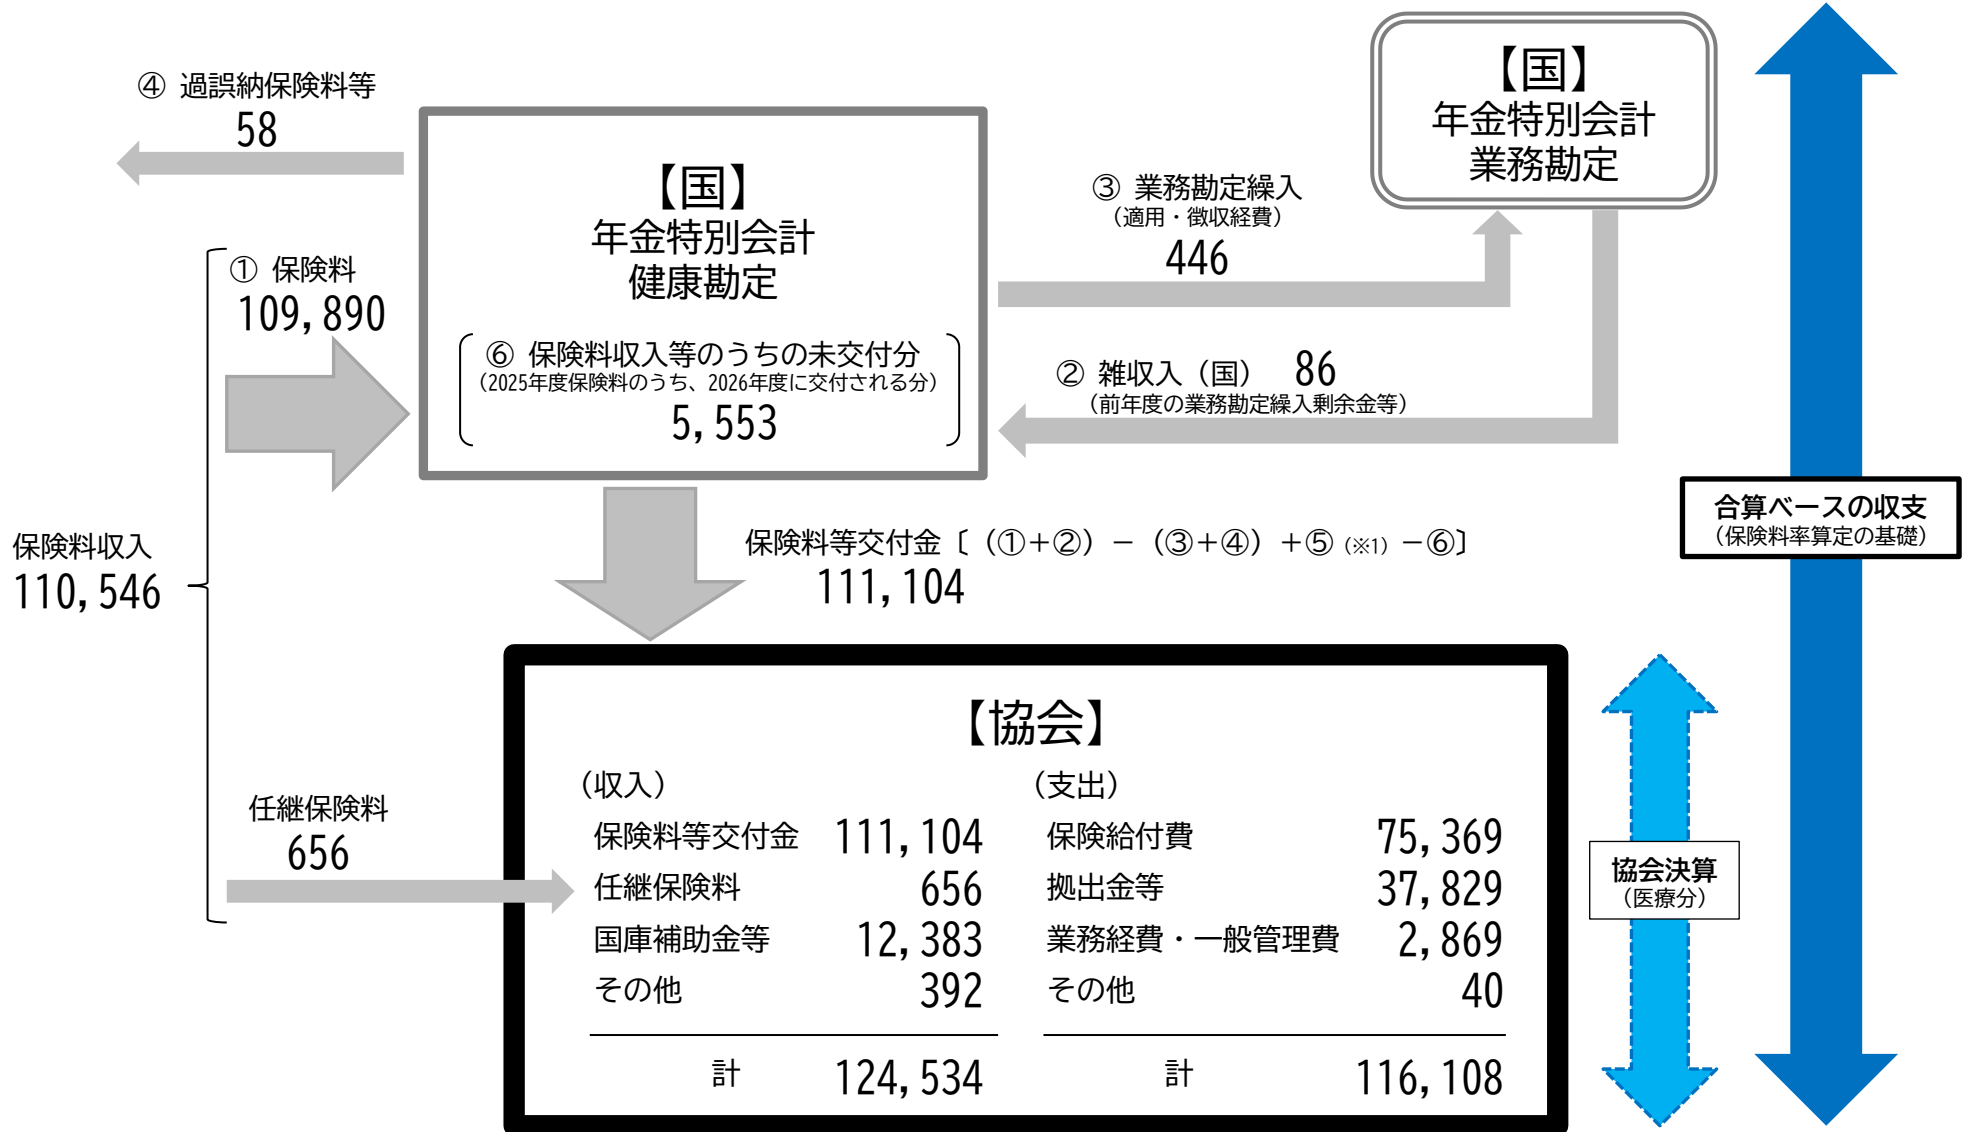 ④ 過誤納保険料等
58
【国】
年金特別会計
健康勘定
⑥ 保険料収入等のうちの未交付分
（2025年度保険料のうち、2026年度に交付される分）
5,553
【国】
年金特別会計
業務勘定
③ 業務勘定繰入
（適用・徴収経費）
446
② 雑収入（国） 86
（前年度の業務勘定繰入剰余金等）
① 保険料
109,890
保険料収入
110,546
保険料等交付金〔（①＋②）－（③＋④）＋⑤（※1）－⑥〕
111,104
合算ベースの収支
（保険料率算定の基礎）
任継保険料
656
【協会】
（収入） （支出）
保険料等交付金 111,104 保険給付費 75,369
任継保険料 656 拠出金等 37,829
国庫補助金等 12,383 業務経費・一般管理費 2,869
その他 392 その他 40
計 124,534 計 116,108
協会決算
（医療分）